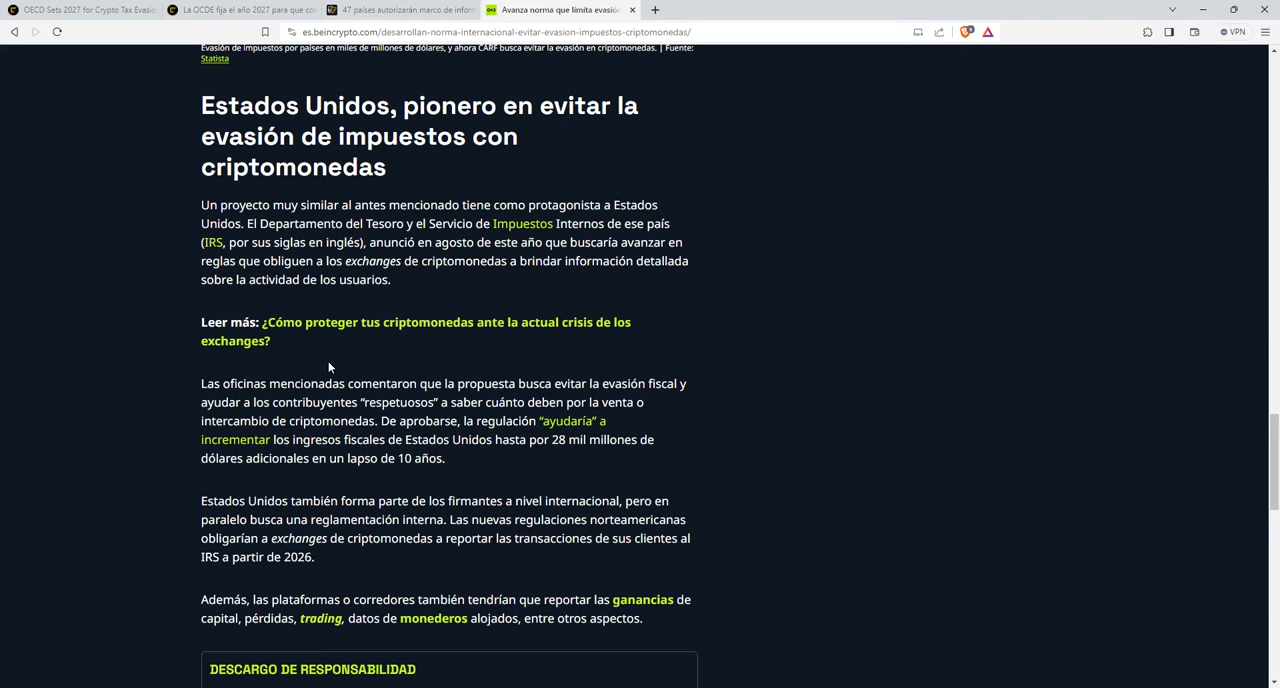 OECD Sets 2027 for Crypto Tax Evasio
La OCDE fija el año 2027 para que co
47 países autorizarán marco de inform
Avanza norma que limita evasión
es.beincrypto.com/desarrollan-norma-internacional-evitar-evasion-impuestos-criptomonedas/
VPN
Evasión de impuestos por países en miles de millones de dólares, y ahora CARF busca evitar la evasión en criptomonedas. | Fuente:
Statista
Estados Unidos, pionero en evitar la
evasión de impuestos con
criptomonedas
Un proyecto muy similar al antes mencionado tiene como protagonista a Estados
Unidos. El Departamento del Tesoro y el Servicio de Impuestos Internos de ese país
(IRS, por sus siglas en inglés), anunció en agosto de este año que buscaría avanzar en
reglas que obliguen a los exchanges de criptomonedas a brindar información detallada
sobre la actividad de los usuarios.
Leer más: ¿Cómo proteger tus criptomonedas ante la actual crisis de los
exchanges?
Las oficinas mencionadas comentaron que la propuesta busca evitar la evasión fiscal y
ayudar a los contribuyentes “respetuosos” a saber cuánto deben por la venta o
intercambio de criptomonedas. De aprobarse, la regulación “ayudaría” a
incrementar los ingresos fiscales de Estados Unidos hasta por 28 mil millones de
dólares adicionales en un lapso de 10 años.
Estados Unidos también forma parte de los firmantes a nivel internacional, pero en
paralelo busca una reglamentación interna. Las nuevas regulaciones norteamericanas
obligarían a exchanges de criptomonedas a reportar las transacciones de sus clientes al
IRS a partir de 2026.
Además, las plataformas o corredores también tendrían que reportar las ganancias de
capital, pérdidas, trading, datos de monederos alojados, entre otros aspectos.
DESCARGO DE RESPONSABILIDAD